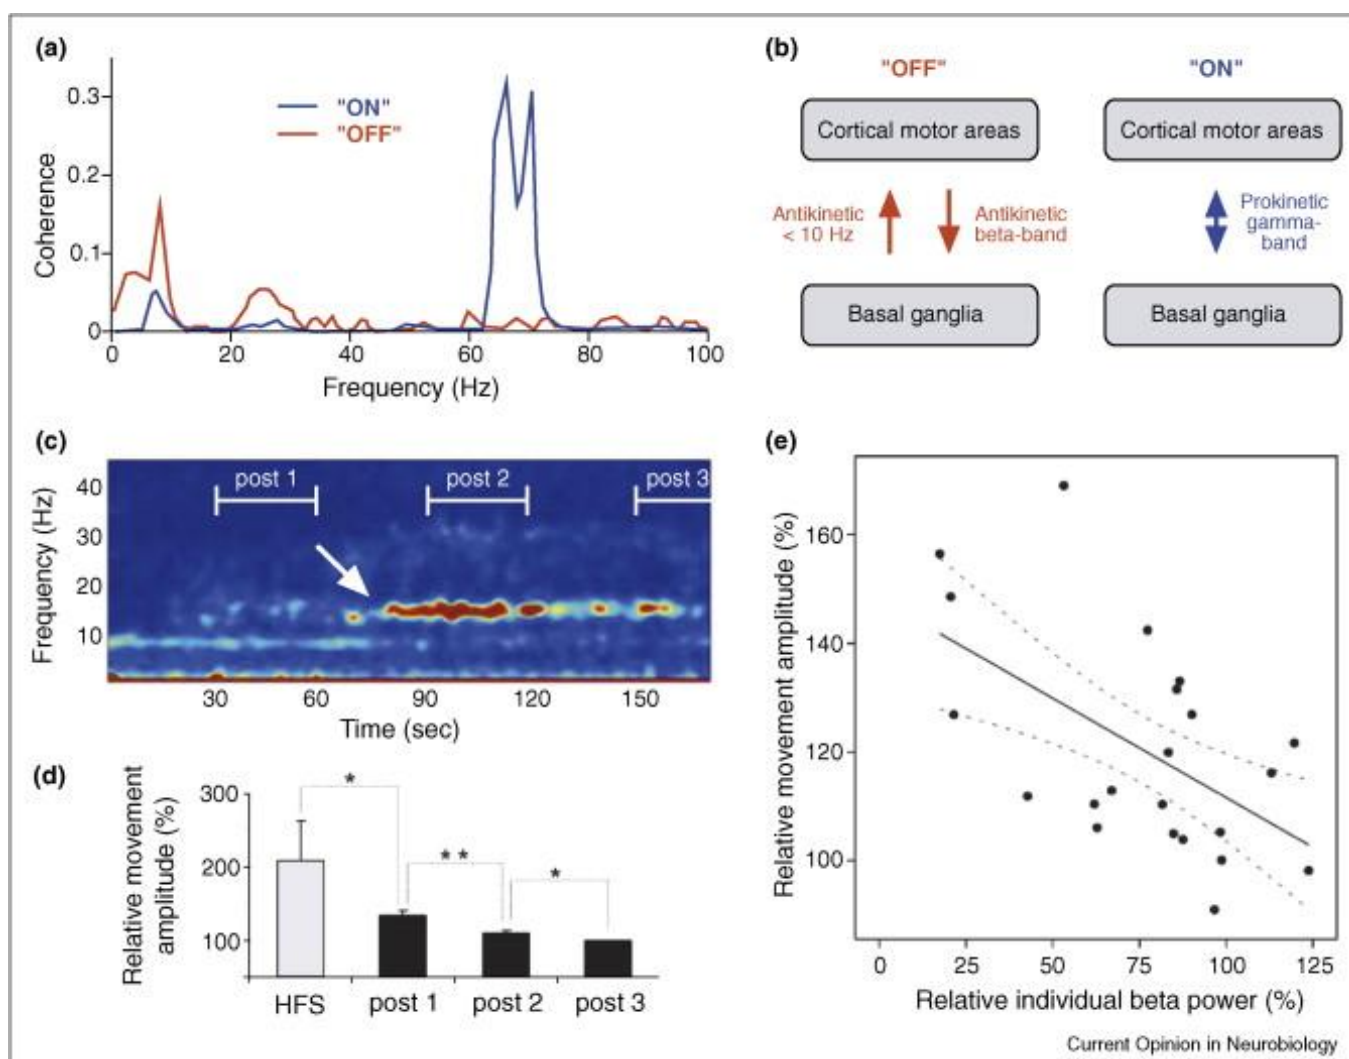 (a)
0.3
0.2
0.1
0
Coherence
"ON"
"OFF"
0 20 40 60 80 100
Frequency (Hz)
(b)
"OFF" "ON"
Cortical motor areas Cortical motor areas
Antikinetic
< 10 Hz
Antikinetic
beta-band
Prokinetic
gamma-
band
Basal ganglia Basal ganglia
(c)
post 1 post 2 post 3
40
30
20
10
Frequency (Hz)
30 60 90 120 150
Time (sec)
(d)
Relative movement
amplitude (%)
300
200
100
*
* *
*
HFS post 1 post 2 post 3
(e)
Relative movement amplitude (%)
160
140
120
100
0 25 50 75 100 125
Relative individual beta power (%)
Current Opinion in Neurobiology